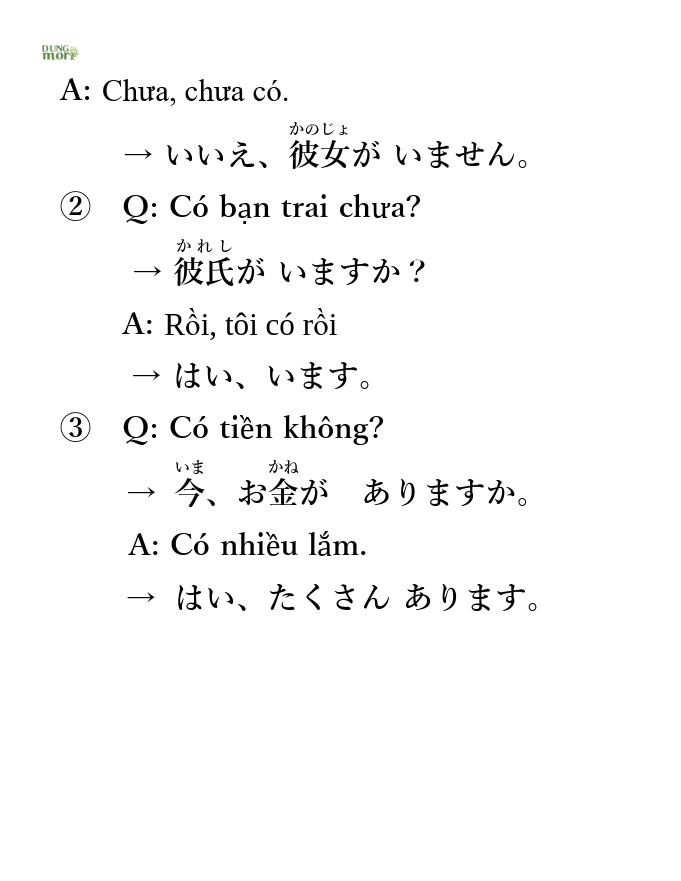 DUNG
mori
A: Chưa, chưa có.
かのじょ
→ いいえ、彼女が いません。
② Q: Có bạn trai chưa?
かれし
→ 彼氏が いますか？
A: Rồi, tôi có rồi
→ はい、います。
③ Q: Có tiền không?
いま かね
→ 今、お金が　ありますか。
A: Có nhiều lắm.
→ はい、たくさん あります。